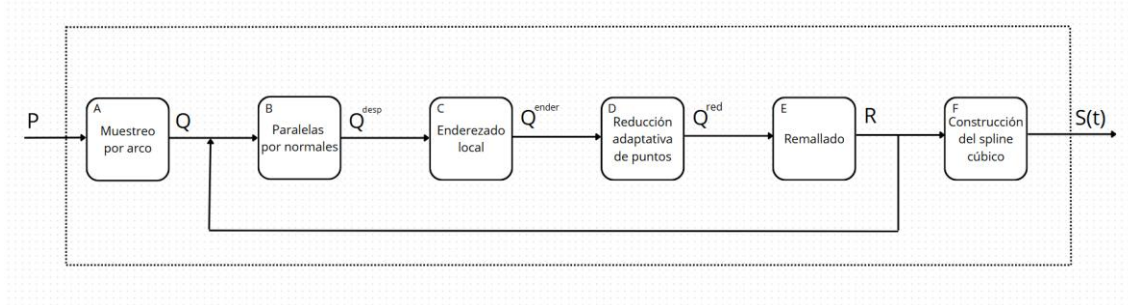 P
A
Muestreo
por arco
Q
B
Paralelas
por normales
Q^desp
C
Enderezado
local
Q^ender
D
Reducción
adaptativa
de puntos
Q^red
E
Remallado
R
F
Construcción
del spline
cúbico
S(t)